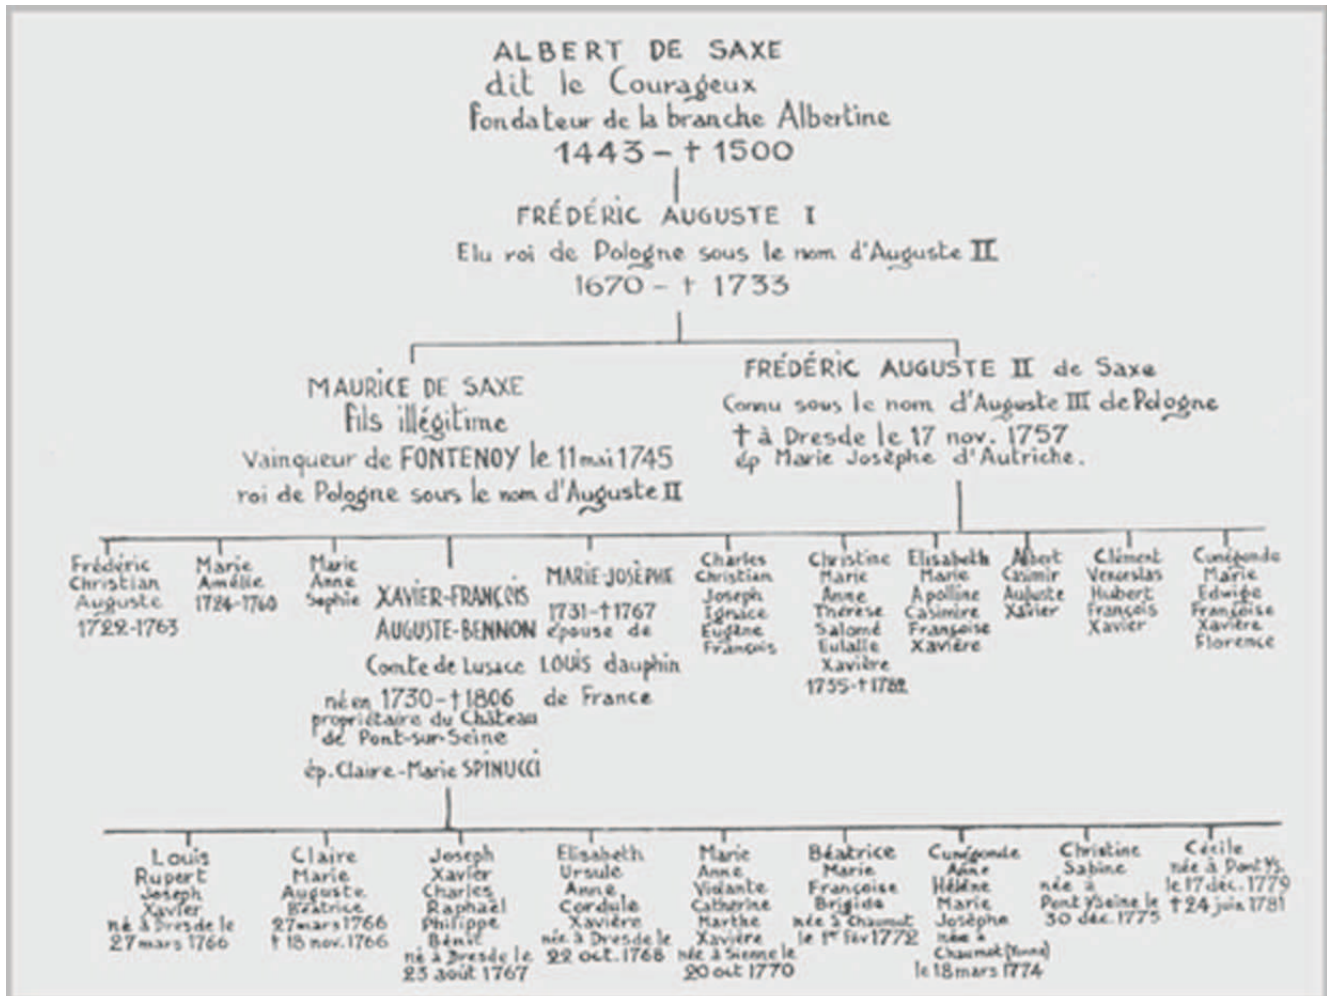 ALBERT DE SAXE
dit le Courageux
fondateur de la branche Albertine
1443 - † 1500
FRÉDÉRIC AUGUSTE I
Elu roi de Pologne sous le nom d'Auguste II
1670 - † 1733
MAURICE DE SAXE
Fils illégitime
Vainqueur de FONTENOY le 11 mai 1745
roi de Pologne sous le nom d'Auguste II
FRÉDÉRIC AUGUSTE II de Saxe
Connu sous le nom d'Auguste III de Pologne
† à Dresde le 17 nov. 1757
ép Marie Josèphe d'Autriche.
Frédéric
Christian
Auguste
1722-1763
Marie
Amélie
1724-1760
Marie
Anne
Sophie
XAVIER-FRANÇOIS
AUGUSTE-BENNON
Comte de Lusace
né en 1730 - † 1806
propriétaire du Château
de Pont-sur-Seine
ép. Claire-Marie SPINUCCI
MARIE-JOSÈPHE
1731-†1767
épouse de
LOUIS dauphin
de France
Charles
Christian
Joseph
Ignace
Eugène
François
Christine
Marie
Anne
Thérèse
Salomé
Eulalie
Xavière
1735-†1782
Elisabeth
Marie
Apolline
Casimire
Françoise
Xavière
Albert
Casimir
Auguste
Xavier
Clément
Venceslas
Hubert
François
Xavier
Cunégonde
Marie
Edwige
Françoise
Xavière
Florence
Louis
Rupert
Joseph
Xavier
né à Dresde le
27 mars 1766
Claire
Marie
Auguste
Béatrice
27 mars 1766
† 18 nov. 1766
Joseph
Xavier
Charles
Raphaël
Philippe
Bénit
né à Dresde le
23 août 1767
Elisabeth
Ursule
Anne
Cordule
Xavière
née à Dresde le
22 oct. 1768
Marie
Anne
Violante
Catherine
Marthe
Xavière
née à Sienne le
20 oct 1770
Béatrice
Marie
Françoise
Brigide
née à Chaumot
le 1er fév 1772
Cunégonde
Anne
Hélène
Marie
Josèphe
née à
Chaumot (Yonne)
le 18 mars 1774
Christine
Sabine
née à
Pont s/Seine le
30 déc. 1775
Cécile
née à Pont s/s.
le 17 déc. 1779
† 24 juin 1781